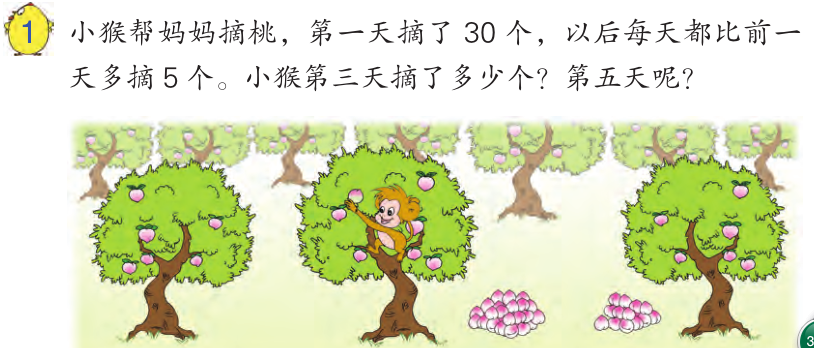 1 小猴帮妈妈摘桃，第一天摘了 30 个，以后每天都比前一
天多摘 5 个。小猴第三天摘了多少个？第五天呢？
3